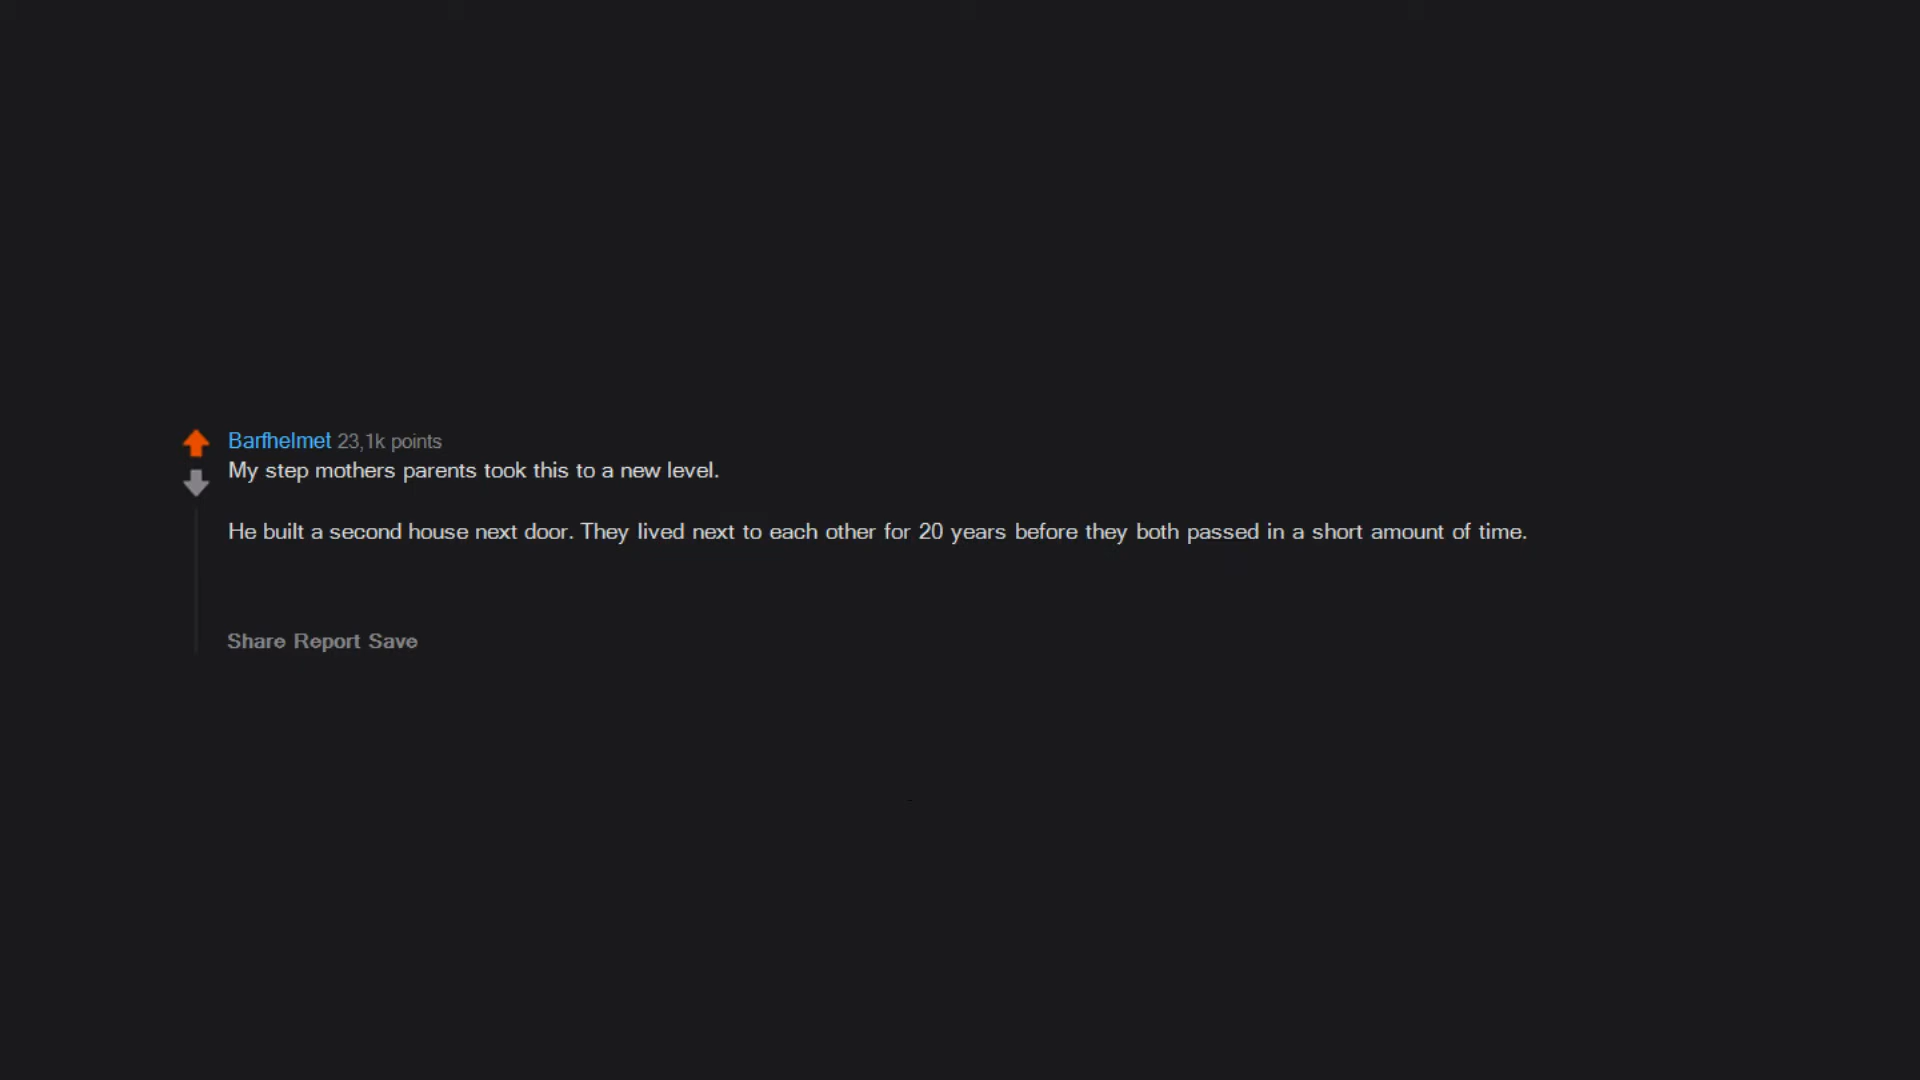 Barfhelmet 23,1k points
My step mothers parents took this to a new level.
He built a second house next door. They lived next to each other for 20 years before they both passed in a short amount of time.
Share Report Save